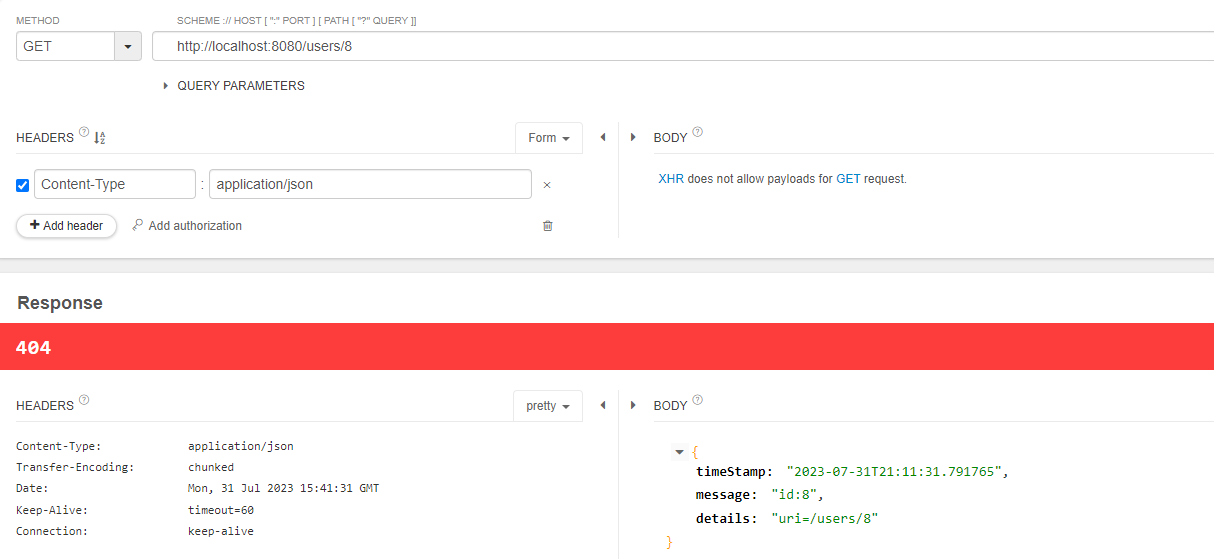 METHOD
SCHEME :// HOST [ ":" PORT ] [ PATH [ "?" QUERY ]]
GET
http://localhost:8080/users/8
QUERY PARAMETERS
HEADERS ? A Z
Form
BODY ?
Content-Type : application/json ×
XHR does not allow payloads for GET request.
+ Add header
Add authorization
Response
404
HEADERS ?
pretty
BODY ?
Content-Type: application/json
Transfer-Encoding: chunked
Date: Mon, 31 Jul 2023 15:41:31 GMT
Keep-Alive: timeout=60
Connection: keep-alive
{
timeStamp: "2023-07-31T21:11:31.791765",
message: "id:8",
details: "uri=/users/8"
}